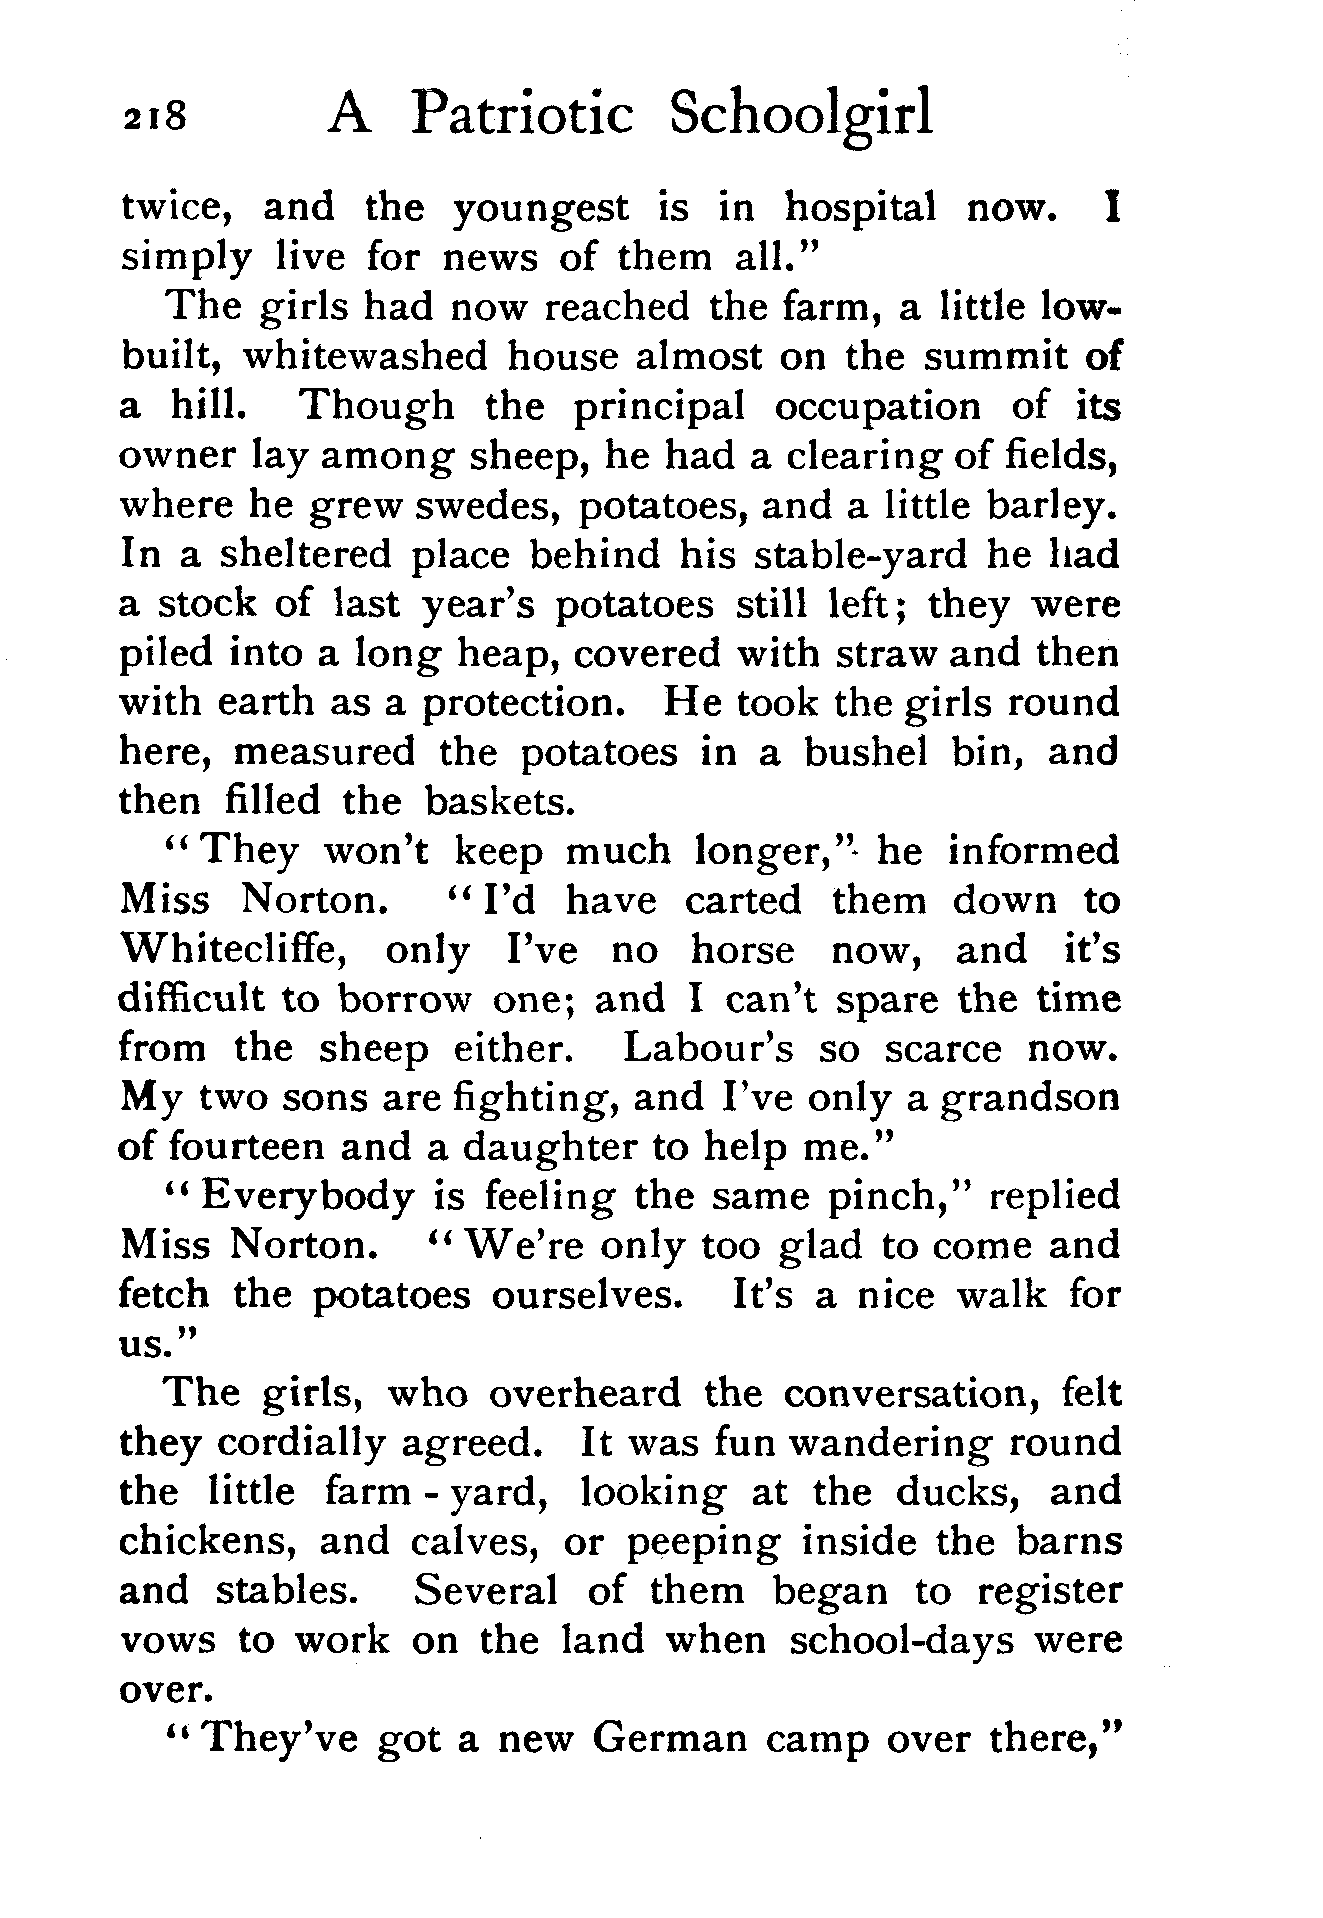 218 A Patriotic Schoolgirl
twice, and the youngest is in hospital now. I
simply live for news of them all.”
The girls had now reached the farm, a little low-
built, whitewashed house almost on the summit of
a hill. Though the principal occupation of its
owner lay among sheep, he had a clearing of fields,
where he grew swedes, potatoes, and a little barley.
In a sheltered place behind his stable-yard he had
a stock of last year’s potatoes still left; they were
piled into a long heap, covered with straw and then
with earth as a protection. He took the girls round
here, measured the potatoes in a bushel bin, and
then filled the baskets.
“They won’t keep much longer,” he informed
Miss Norton. “I’d have carted them down to
Whitecliffe, only I’ve no horse now, and it’s
difficult to borrow one; and I can’t spare the time
from the sheep either. Labour’s so scarce now.
My two sons are fighting, and I’ve only a grandson
of fourteen and a daughter to help me.”
“Everybody is feeling the same pinch,” replied
Miss Norton. “We’re only too glad to come and
fetch the potatoes ourselves. It’s a nice walk for
us.”
The girls, who overheard the conversation, felt
they cordially agreed. It was fun wandering round
the little farm-yard, looking at the ducks, and
chickens, and calves, or peeping inside the barns
and stables. Several of them began to register
vows to work on the land when school-days were
over.
“They’ve got a new German camp over there,”